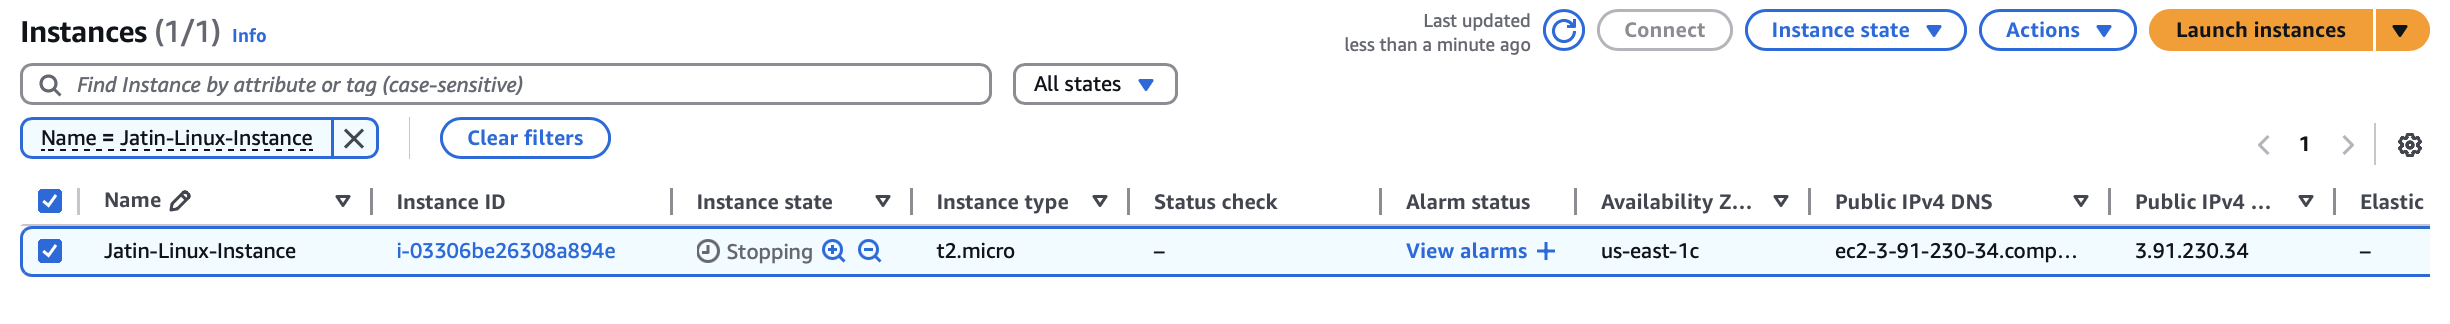 Instances (1/1) Info
Last updated
less than a minute ago
Connect
Instance state
Actions
Launch instances
Find Instance by attribute or tag (case-sensitive)
All states
Name = Jatin-Linux-Instance
Clear filters
1
Name Instance ID Instance state Instance type Status check Alarm status Availability Z... Public IPv4 DNS Public IPv4 ... Elastic
Jatin-Linux-Instance i-03306be26308a894e Stopping t2.micro – View alarms + us-east-1c ec2-3-91-230-34.comp... 3.91.230.34 –